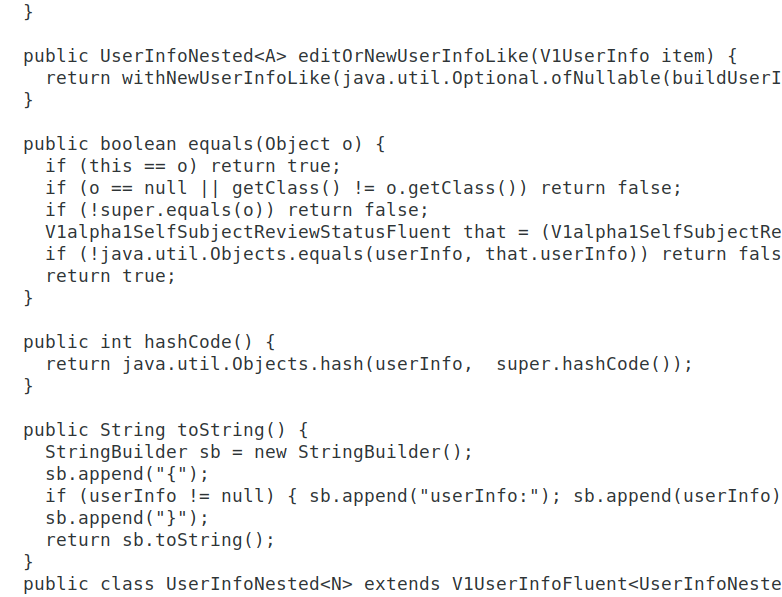 }

public UserInfoNested<A> editOrNewUserInfoLike(V1UserInfo item) {
  return withNewUserInfoLike(java.util.Optional.ofNullable(buildUserI
}

public boolean equals(Object o) {
  if (this == o) return true;
  if (o == null || getClass() != o.getClass()) return false;
  if (!super.equals(o)) return false;
  V1alpha1SelfSubjectReviewStatusFluent that = (V1alpha1SelfSubjectRe
  if (!java.util.Objects.equals(userInfo, that.userInfo)) return fals
  return true;
}

public int hashCode() {
  return java.util.Objects.hash(userInfo,  super.hashCode());
}

public String toString() {
  StringBuilder sb = new StringBuilder();
  sb.append("{");
  if (userInfo != null) { sb.append("userInfo:"); sb.append(userInfo)
  sb.append("}");
  return sb.toString();
}
public class UserInfoNested<N> extends V1UserInfoFluent<UserInfoNeste